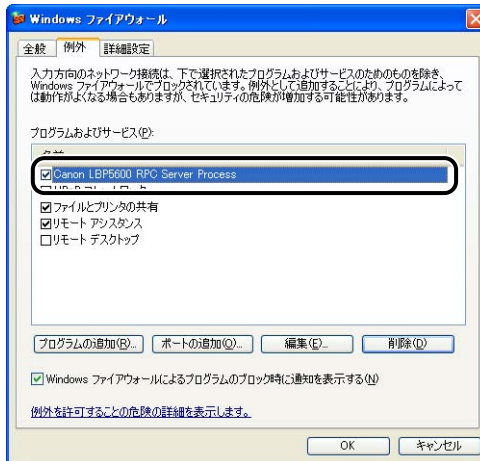 Windows ファイアウォール
全般
例外
詳細設定
入力方向のネットワーク接続は、下で選択されたプログラムおよびサービスのためのものを除き、
Windows ファイアウォールでブロックされています。例外として追加することにより、プログラムによって
は動作がよくなる場合もありますが、セキュリティの危険が増加する可能性があります。
プログラムおよびサービス(P):
Canon LBP5600 RPC Server Process
ファイルとプリンタの共有
リモート アシスタンス
リモート デスクトップ
プログラムの追加(R)...
ポートの追加(O)...
編集(E)...
削除(D)
Windows ファイアウォールによるプログラムのブロック時に通知を表示する(N)
例外を許可することの危険の詳細を表示します。
OK
キャンセル